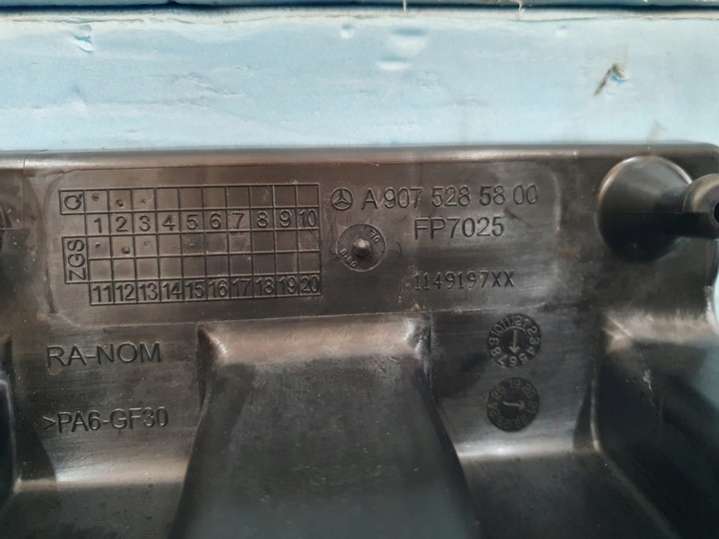 A 907 528 58 00
1 2 3 4 5 6 7 8 9 10
FP7025
ZGS
11 12 13 14 15 16 17 18 19 20
1149197XX
RA-NOM
>PA6-GF30